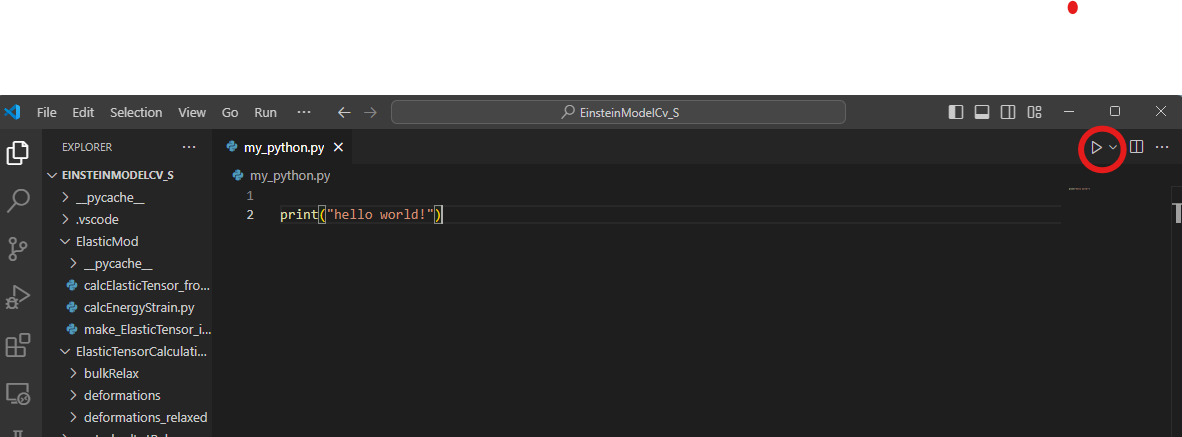 File Edit Selection View Go Run ··· EinsteinModelCv_S
EXPLORER ···
my_python.py
EINSTEINMODELCV_S
my_python.py
__pycache__
1
.vscode
2 print("hello world!")
ElasticMod
__pycache__
calcElasticTensor_fro...
calcEnergyStrain.py
make_ElasticTensor_i...
ElasticTensorCalculati...
bulkRelax
deformations
deformations_relaxed